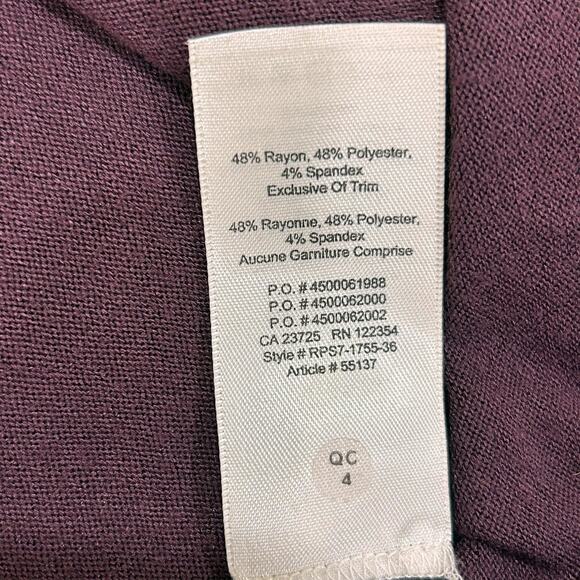 48% Rayon, 48% Polyester,
4% Spandex
Exclusive Of Trim
48% Rayonne, 48% Polyester,
4% Spandex
Aucune Garniture Comprise
P.O. # 4500061988
P.O. # 4500062000
P.O. # 4500062002
CA 23725 RN 122354
Style # RPS7-1755-36
Article # 55137
QC
4